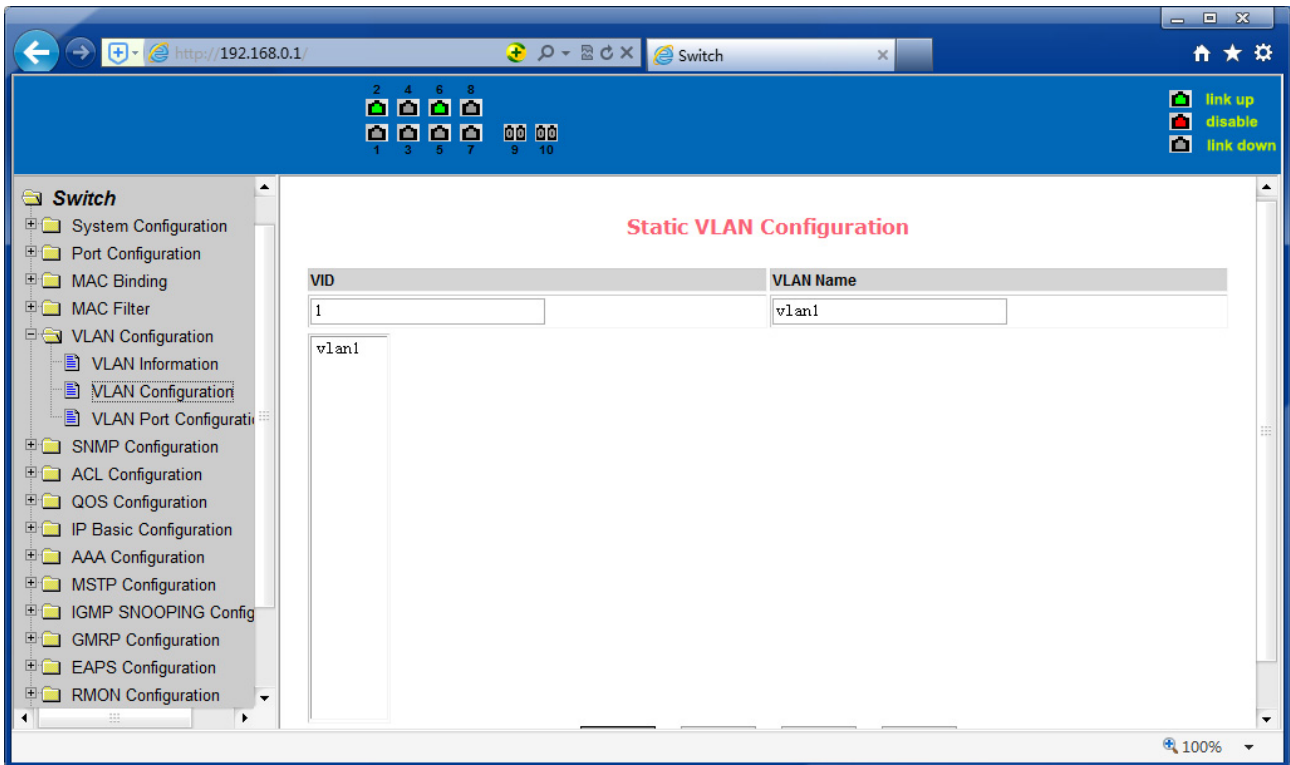 http://192.168.0.1/
Switch
2 4 6 8
1 3 5 7 9 10
link up
disable
link down
Switch
System Configuration
Port Configuration
MAC Binding
MAC Filter
VLAN Configuration
VLAN Information
VLAN Configuration
VLAN Port Configurati
SNMP Configuration
ACL Configuration
QOS Configuration
IP Basic Configuration
AAA Configuration
MSTP Configuration
IGMP SNOOPING Config
GMRP Configuration
EAPS Configuration
RMON Configuration
Static VLAN Configuration
VID VLAN Name
1 vlan1
vlan1
100%